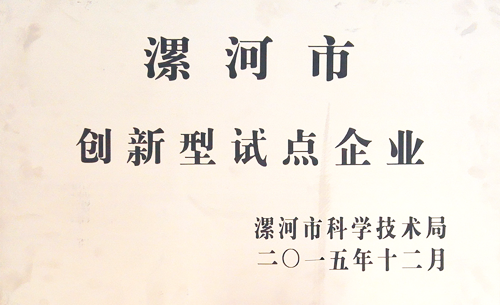 漯河市
创新型试点企业
漯河市科学技术局
二〇一五年十二月